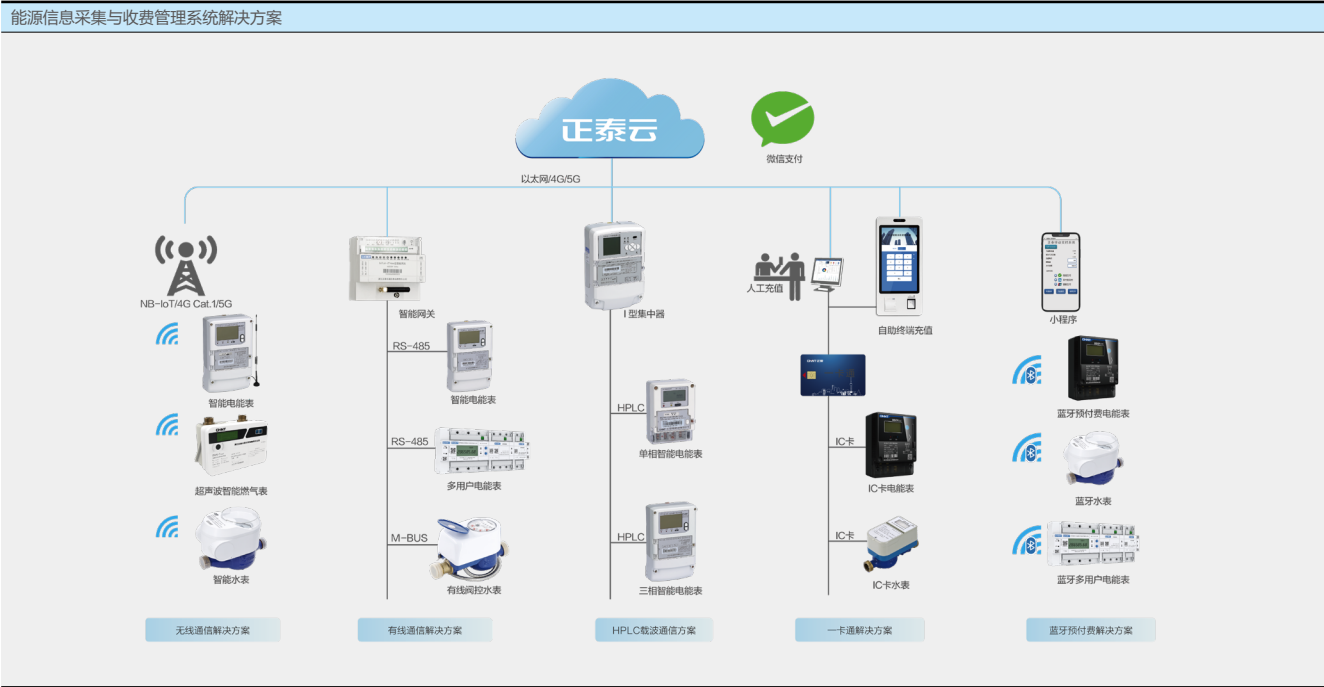 能源信息采集与收费管理系统解决方案
正泰云
微信支付
以太网/4G/5G
NB-IoT/4G Cat.1/5G
智能电能表
超声波智能燃气表
智能水表
无线通信解决方案
智能网关
RS-485
智能电能表
RS-485
多用户电能表
M-BUS
有线阀控水表
有线通信解决方案
I 型集中器
HPLC
单相智能电能表
HPLC
三相智能电能表
HPLC载波通信方案
人工充值
自助终端充值
IC卡
IC卡电能表
IC卡
IC卡水表
一卡通解决方案
小程序
蓝牙预付费电能表
蓝牙水表
蓝牙多用户电能表
蓝牙预付费解决方案